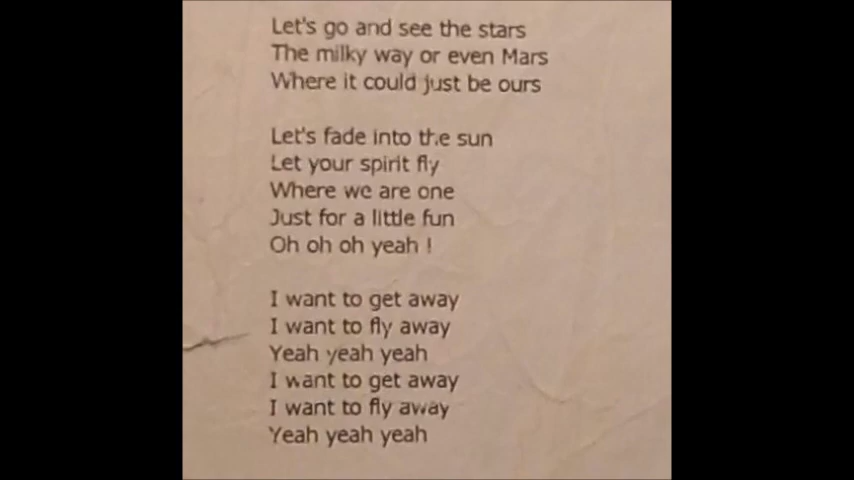 Let's go and see the stars
The milky way or even Mars
Where it could just be ours
Let's fade into the sun
Let your spirit fly
Where we are one
Just for a little fun
Oh oh oh yeah !
I want to get away
I want to fly away
Yeah yeah yeah
I want to get away
I want to fly away
Yeah yeah yeah